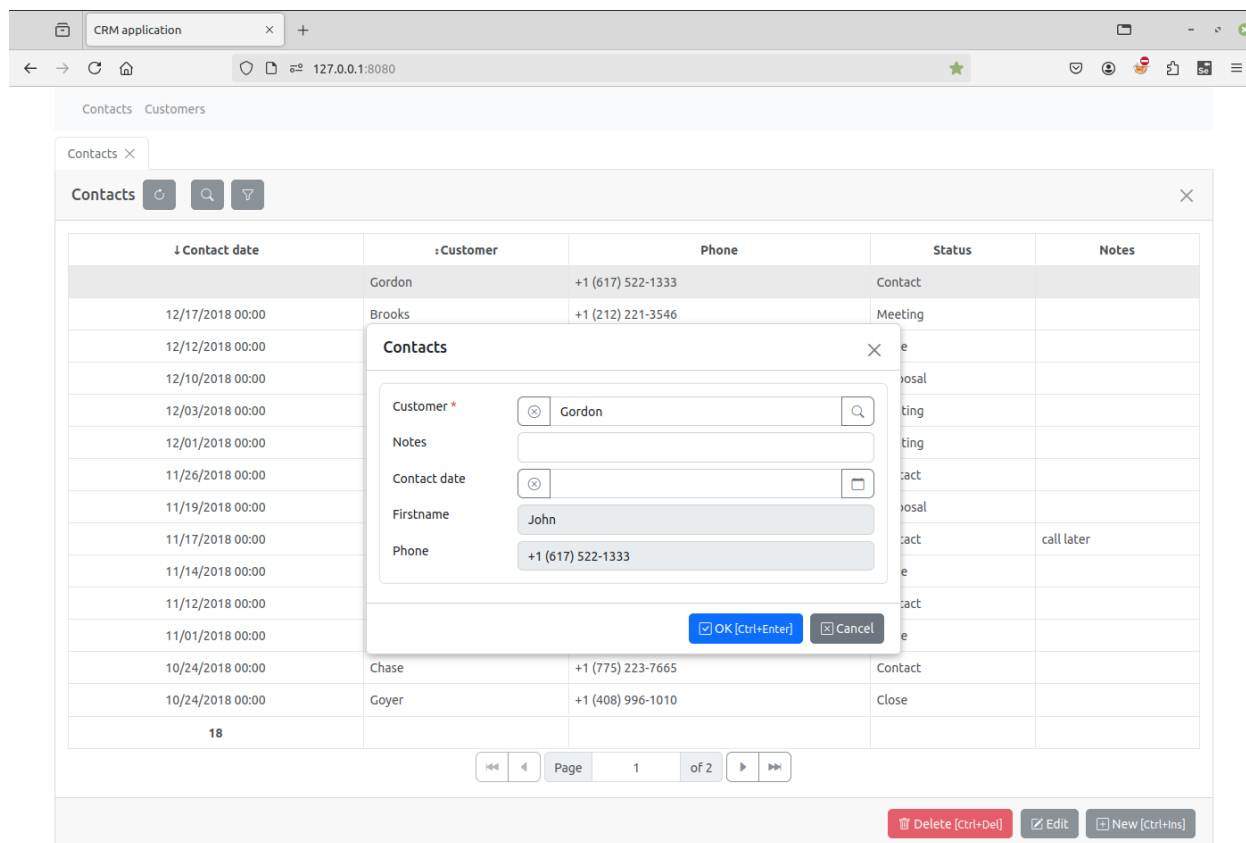 CRM application
127.0.0.1:8080
Se
Contacts Customers
Contacts
Contacts
↓Contact date Customer Phone Status Notes
Gordon +1 (617) 522-1333 Contact
12/17/2018 00:00 Brooks +1 (212) 221-3546 Meeting
12/12/2018 00:00
12/10/2018 00:00
12/03/2018 00:00
12/01/2018 00:00
11/26/2018 00:00
11/19/2018 00:00
11/17/2018 00:00 call later
11/14/2018 00:00
11/12/2018 00:00
11/01/2018 00:00
10/24/2018 00:00 Chase +1 (775) 223-7665 Contact
10/24/2018 00:00 Goyer +1 (408) 996-1010 Close
18
Page 1 of 2
Delete [Ctrl+Del] Edit New [Ctrl+Ins]
Contacts
Customer * Gordon
Notes
Contact date
Firstname John
Phone +1 (617) 522-1333
OK [Ctrl+Enter] Cancel